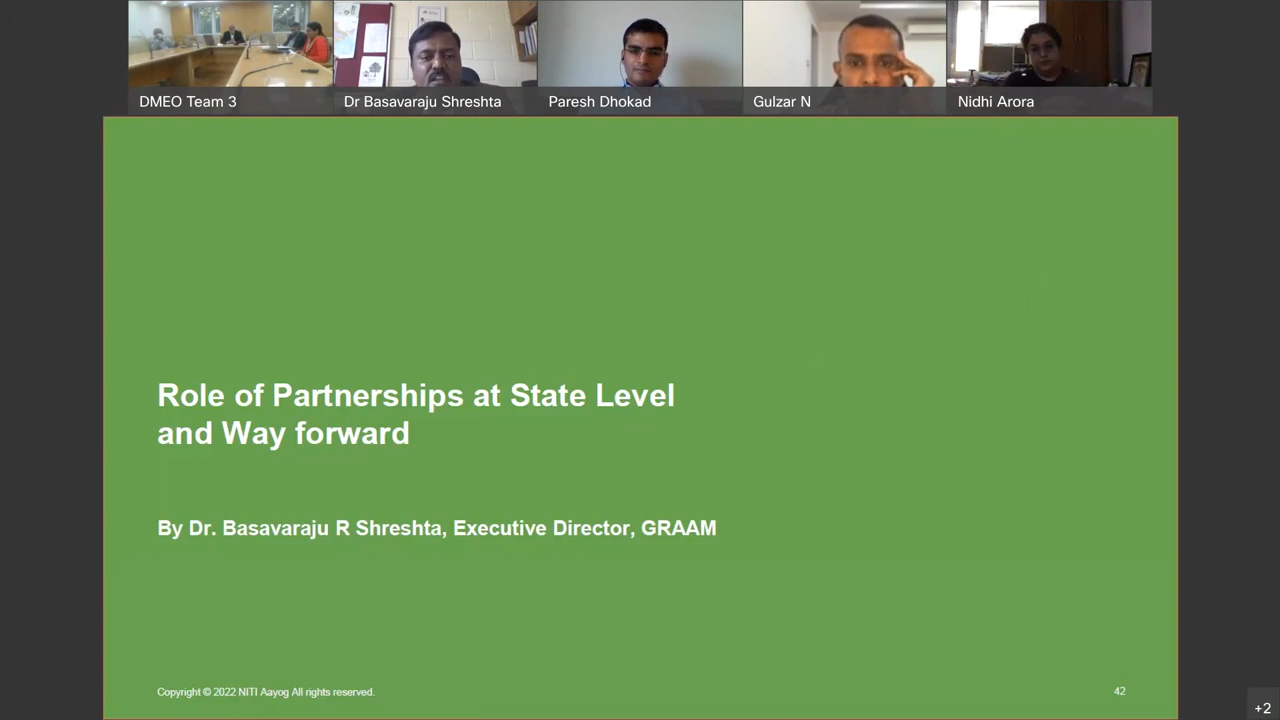 DMEO Team 3
Dr Basavaraju Shreshta
Paresh Dhokad
Gulzar N
Nidhi Arora
Role of Partnerships at State Level
and Way forward
By Dr. Basavaraju R Shreshta, Executive Director, GRAAM
Copyright © 2022 NITI Aayog All rights reserved.
42
+2